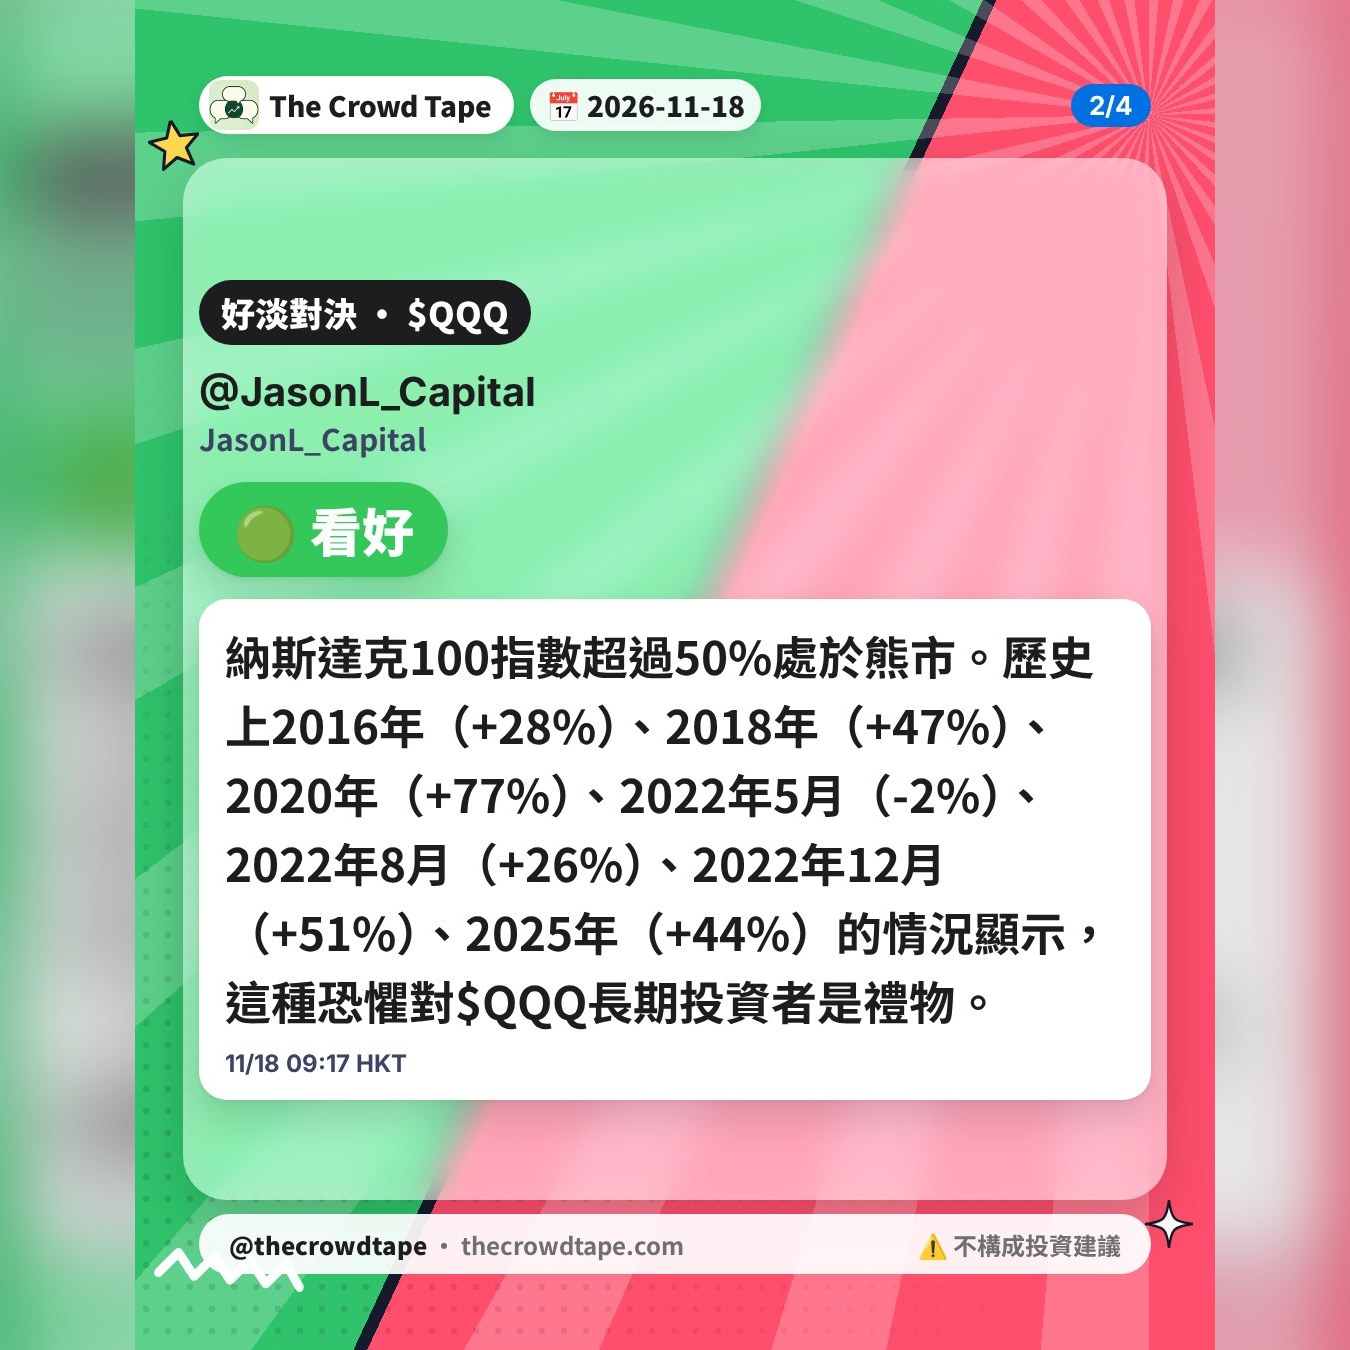 The Crowd Tape
2026-11-18
2/4
好淡對決 • $QQQ
@JasonL_Capital
JasonL_Capital
看好
納斯達克100指數超過50%處於熊市。歷史
上2016年（+28%）、2018年（+47%）、
2020年（+77%）、2022年5月（-2%）、
2022年8月（+26%）、2022年12月
（+51%）、2025年（+44%）的情況顯示，
這種恐懼對$QQQ長期投資者是禮物。
11/18 09:17 HKT
@thecrowdtape • thecrowdtape.com
⚠️ 不構成投資建議